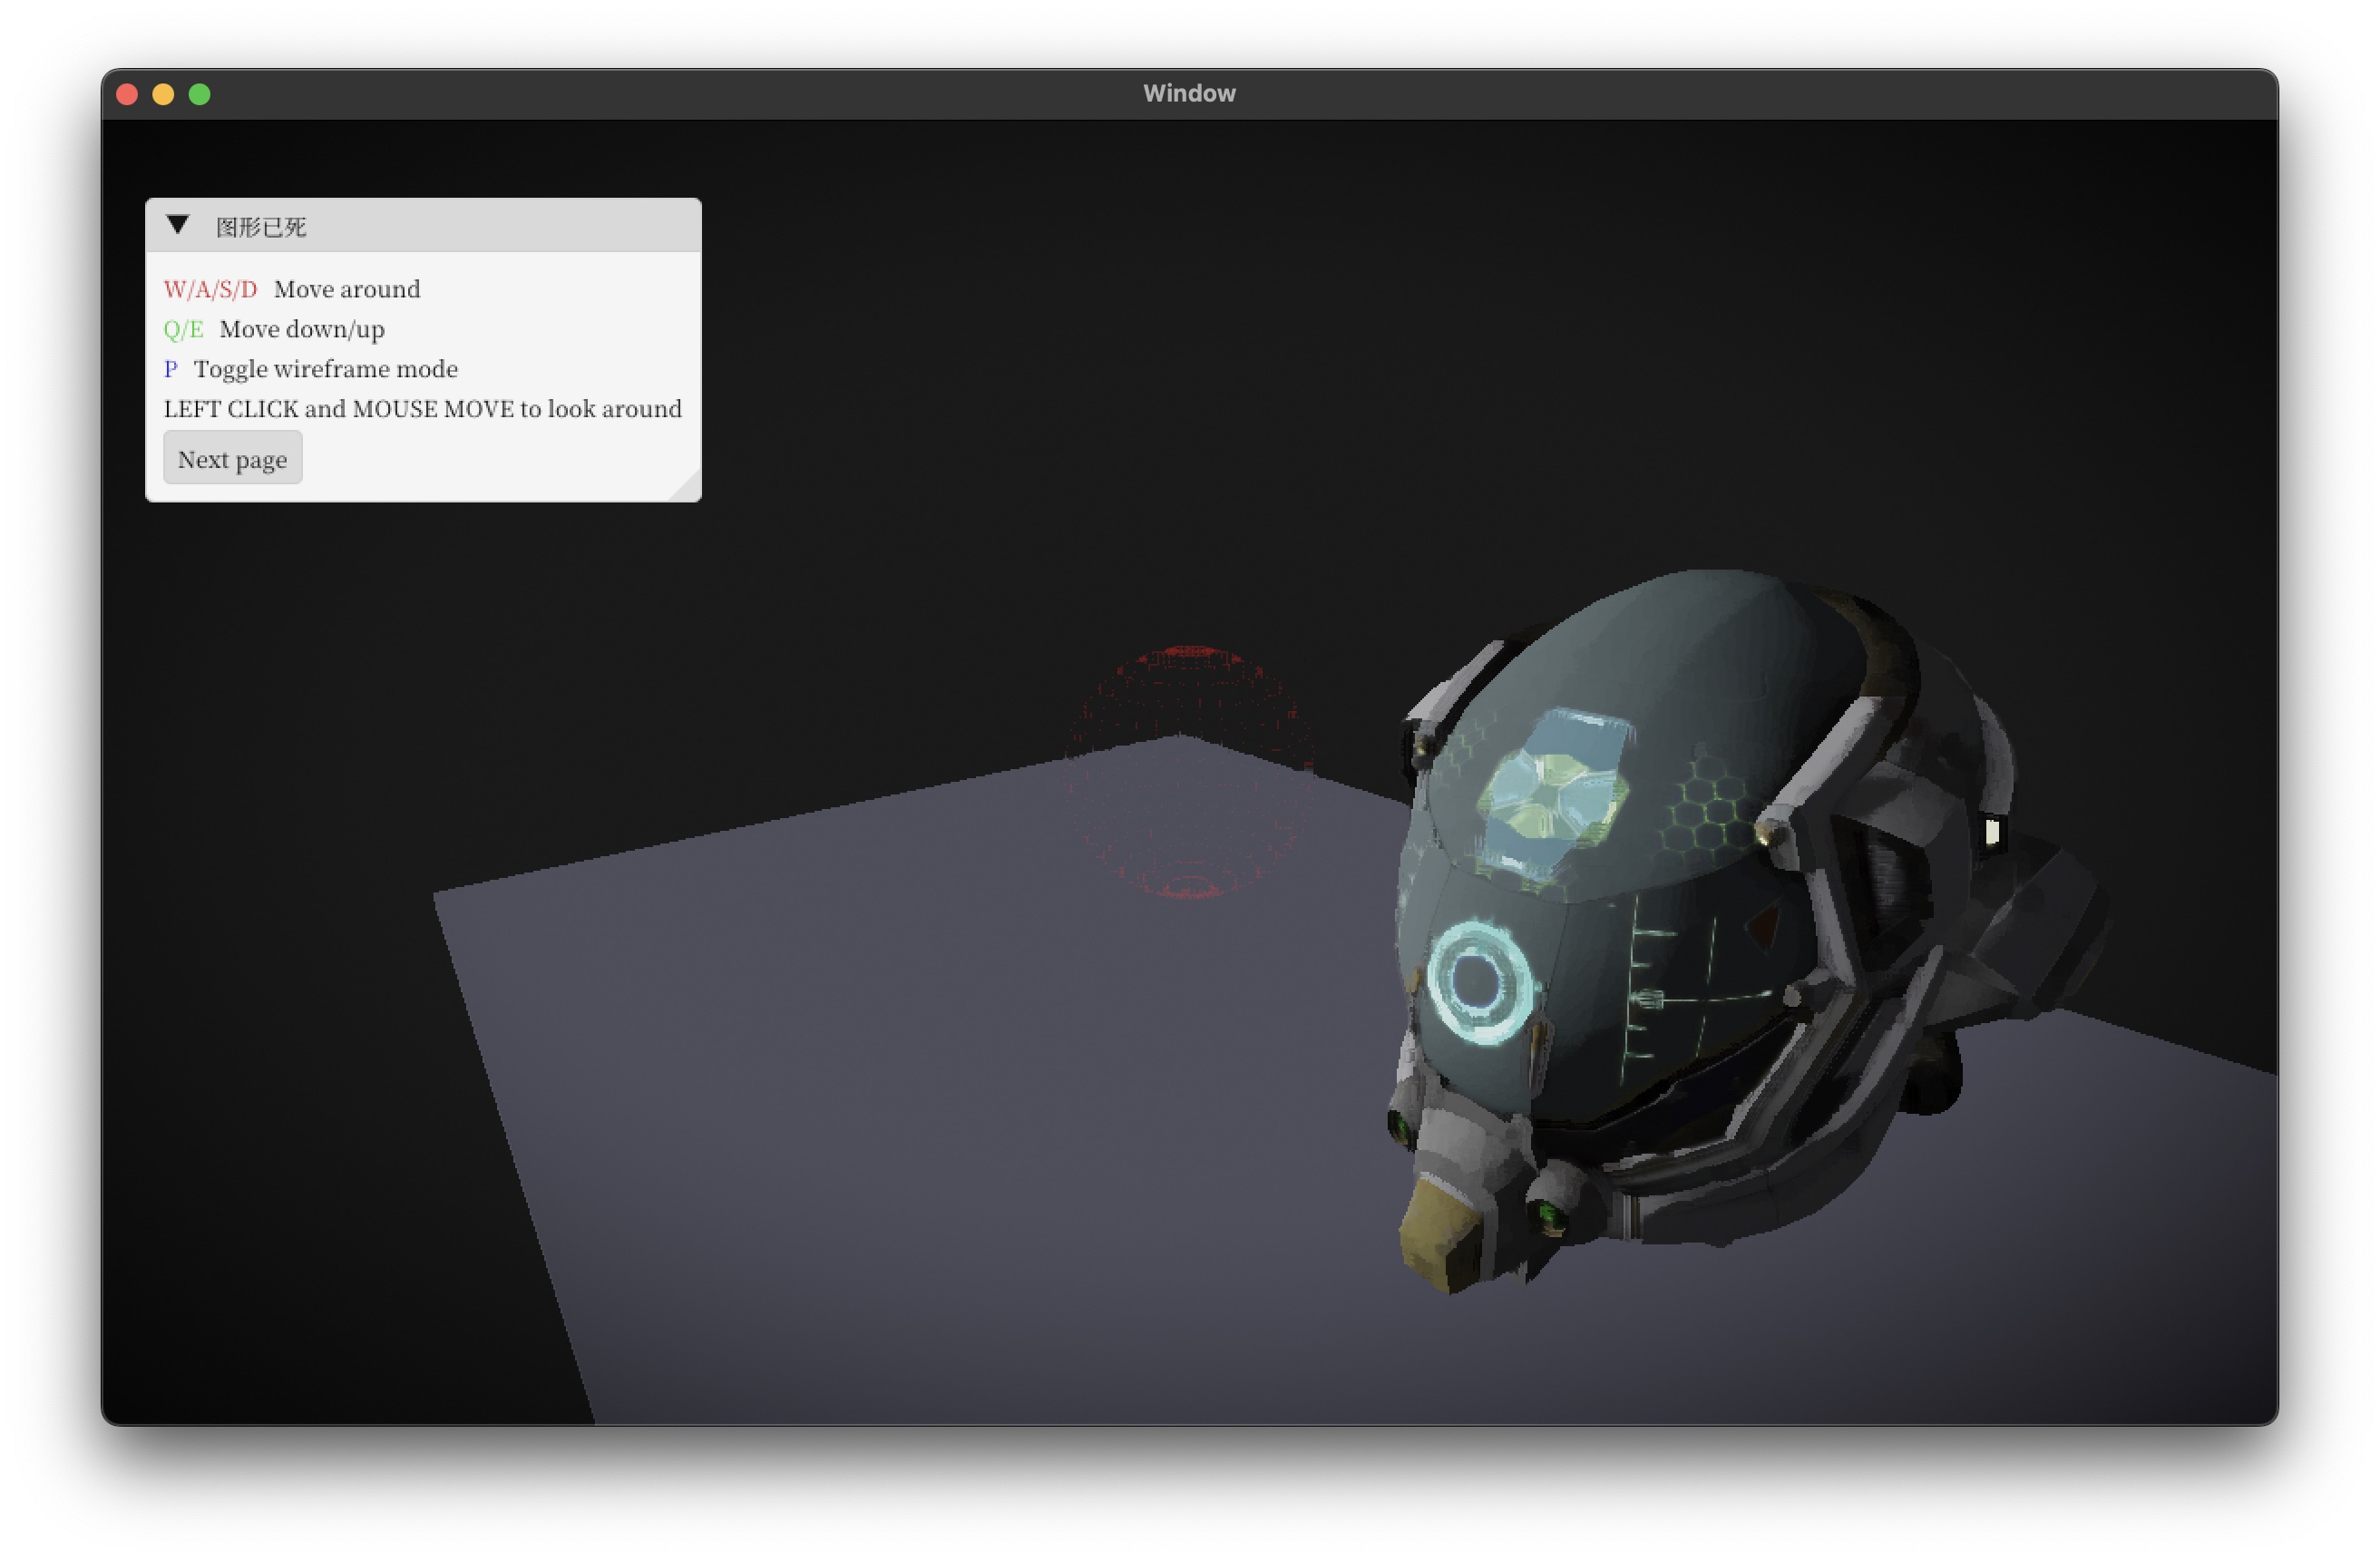 Window
图形已死
W/A/S/D Move around
Q/E Move down/up
P Toggle wireframe mode
LEFT CLICK and MOUSE MOVE to look around
Next page